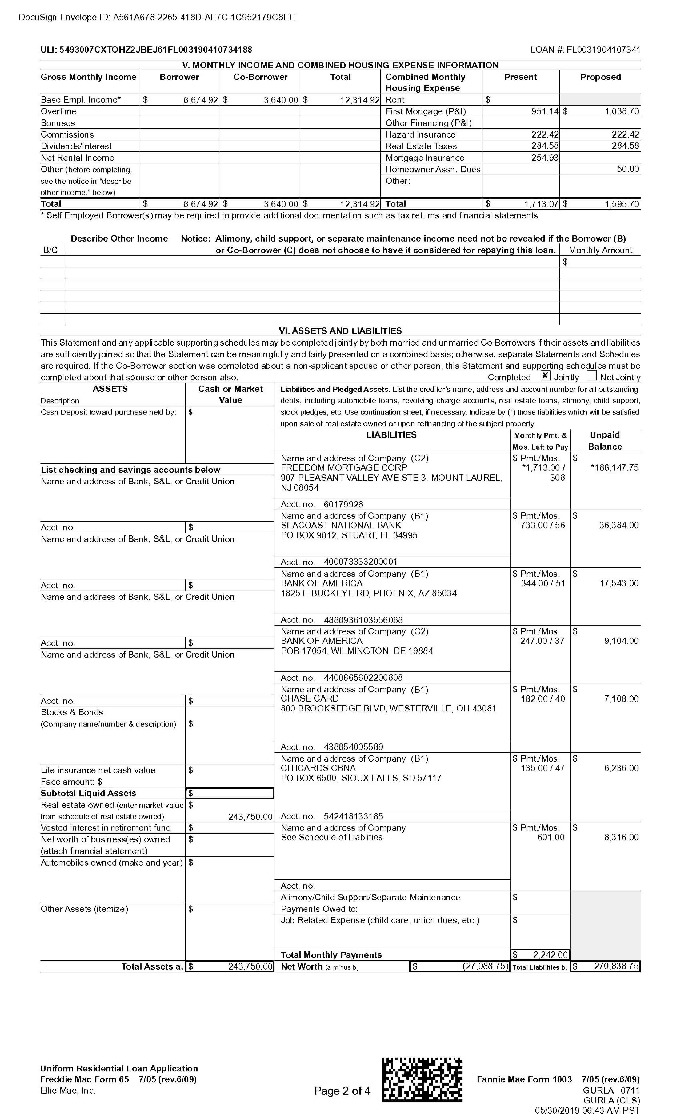 ULI: 5493007CXTOHZ2JBEJ61FL003190410734188 LOAN #: FL0031904107341
V. MONTHLY INCOME AND COMBINED HOUSING EXPENSE INFORMATION
Gross Monthly Income Borrower Co-Borrower Total Combined Monthly Housing Expense Present Proposed
Base Empl. Income* $ 8,674.92 $ 3,640.00 $ 12,314.92 Rent $
Overtime First Mortgage (P&I) 951.14 $ 1,038.70
Bonuses Other Financing (P&I)
Commissions Hazard Insurance 222.42 222.42
Dividends/Interest Real Estate Taxes 284.58 284.58
Net Rental Income Mortgage Insurance 254.93
Other (before completing, Homeowner Assn. Dues 50.00
see the notice in "describe Other:
other income," below)
Total $ 8,674.92 $ 3,640.00 $ 12,314.92 Total $ 1,713.07 $ 1,595.70
* Self Employed Borrower(s) may be required to provide additional documentation such as tax returns and financial statements.
Describe Other Income Notice: Alimony, child support, or separate maintenance income need not be revealed if the Borrower (B)
B/C or Co-Borrower (C) does not choose to have it considered for repaying this loan. Monthly Amount
$
VI. ASSETS AND LIABILITIES
This Statement and any applicable supporting schedules may be completed jointly by both married and unmarried Co-Borrowers if their assets and liabilities
are sufficiently joined so that the Statement can be meaningfully and fairly presented on a combined basis; otherwise, separate Statements and Schedules
are required. If the Co-Borrower section was completed about a non-applicant spouse or other person, this Statement and supporting schedules must be
completed about that spouse or other person also. Completed X Jointly Not Jointly
ASSETS Cash or Market Value
Description
Cash Deposit toward purchase held by: $
Liabilities and Pledged Assets. List the creditor's name, address and account number for all outstanding
debts, including automobile loans, revolving charge accounts, real estate loans, alimony, child support,
stock pledges, etc. Use continuation sheet, if necessary. Indicate by (*) those liabilities which will be satisfied
upon sale of real estate owned or upon refinancing of the subject property.
LIABILITIES Monthly Pmt. & Mos. Left to Pay Unpaid Balance
List checking and savings accounts below
Name and address of Bank, S&L, or Credit Union
Acct. no. $
Name and address of Bank, S&L, or Credit Union
Acct. no. $
Name and address of Bank, S&L, or Credit Union
Acct. no. $
Name and address of Bank, S&L, or Credit Union
Acct. no. $
Stocks & Bonds
(Company name/number & description) $
Life insurance net cash value $
Face amount: $
Subtotal Liquid Assets $
Real estate owned (enter market value $
from schedule of real estate owned) 243,750.00
Vested interest in retirement fund $
Net worth of business(es) owned $
(attach financial statement)
Automobiles owned (make and year) $
Other Assets (itemize) $
Total Assets a. $ 243,750.00
Name and address of Company (C2) $ Pmt./Mos. $
FREEDOM MORTGAGE CORP *1,713.00 / *186,147.75
907 PLEASANT VALLEY AVE STE 3, MOUNT LAUREL,
NJ 08054
Acct. no. 60179926
Name and address of Company (B1) $ Pmt./Mos. $
SEACOAST NATIONAL BANK 733.00 / 56 36,384.00
PO BOX 9012, STUART, FL 34995
Acct. no. 400073333200001
Name and address of Company (B1) $ Pmt./Mos. $
BANK OF AMERICA 344.00 / 51 17,543.00
1825 E BUCKEYE RD, PHOENIX, AZ 85034
Acct. no.
Name and address of Company (C2) $ Pmt./Mos. $
BANK OF AMERICA 247.00 / 37 9,104.00
POB 17054, WILMINGTON, DE 19884
Acct. no.
Name and address of Company (B1) $ Pmt./Mos. $
CHASE CARD 182.00 / 40 7,108.00
800 BROOKSEDGE BLVD, WESTERVILLE, OH 43081
Acct. no. 438854005589
Name and address of Company (B1) $ Pmt./Mos. $
CITICARDS CBNA 135.00 / 47 6,236.00
PO BOX 6500, SIOUX FALLS, SD 57117
Acct. no. 542418133185
Name and address of Company $ Pmt./Mos. $
See Schedule of Liabilities 601.00 8,316.00
Acct. no.
Alimony/Child Support/Separate Maintenance $
Payments Owed to:
Job Related Expense (child care, union dues, etc.) $
Total Monthly Payments $ 2,242.00
Net Worth (a minus b) $ (27,088.75) Total Liabilities b. $ 270,838.75
Uniform Residential Loan Application
Freddie Mac Form 65 7/05 (rev.6/09) Fannie Mae Form 1003 7/05 (rev.6/09)
Ellie Mae, Inc. Page 2 of 4 GURLA 0711
GURLA (CLS)
05/30/2019 06:43 AM PST